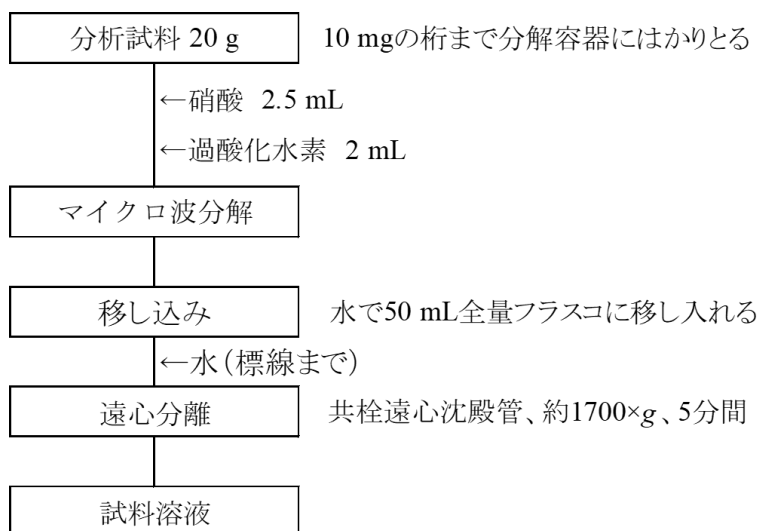 分析試料 20 g 10 mgの桁まで分解容器にはかりとる
←硝酸 2.5 mL
←過酸化水素 2 mL
マイクロ波分解
移し込み 水で50 mL全量フラスコに移し入れる
←水(標線まで)
遠心分離 共栓遠心沈殿管、約1700×g、5分間
試料溶液